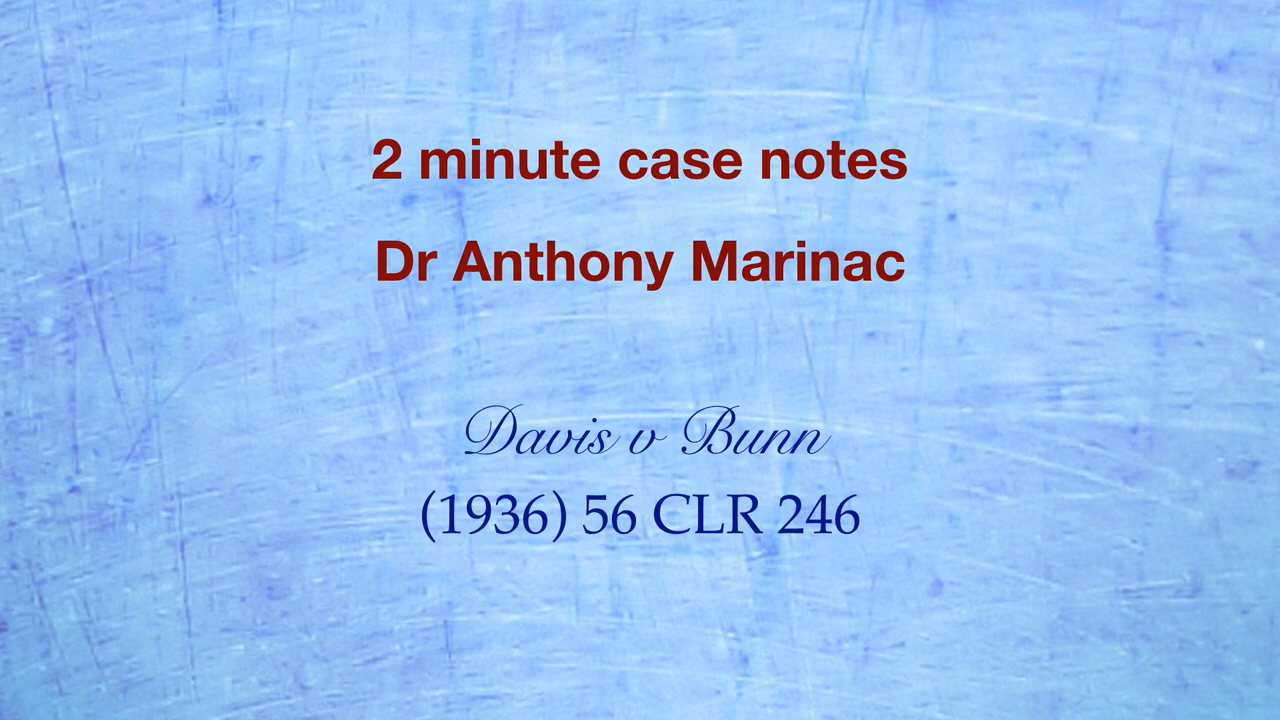 2 minute case notes
Dr Anthony Marinac
Davis v Bunn
(1936) 56 CLR 246